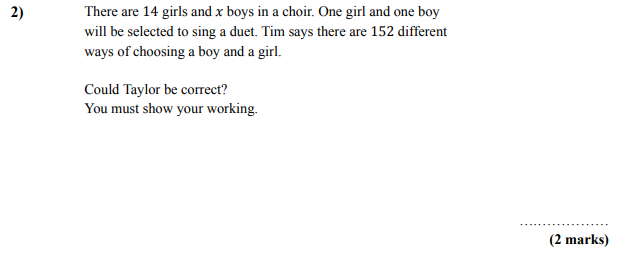 2) There are 14 girls and x boys in a choir. One girl and one boy
will be selected to sing a duet. Tim says there are 152 different
ways of choosing a boy and a girl.
Could Taylor be correct?
You must show your working.
...................
(2 marks)